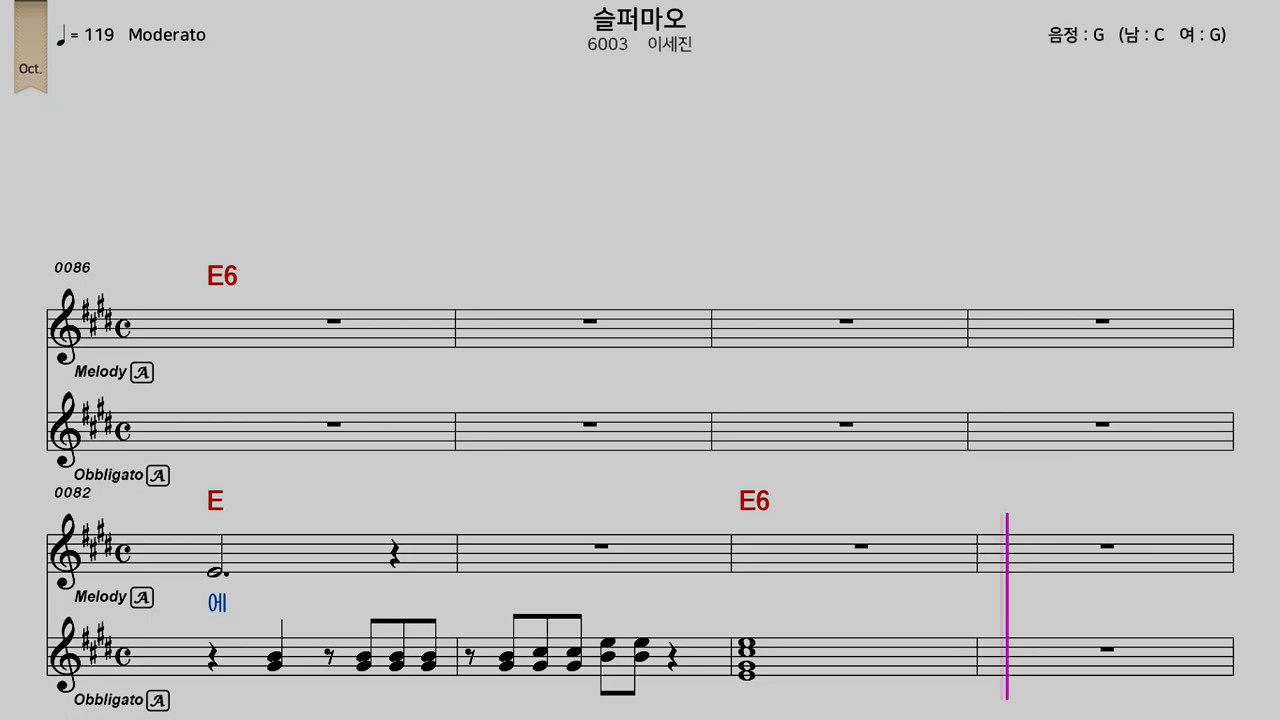 슬퍼마오
♩= 119 Moderato
6003 이세진
음정 : G (남 : C 여 : G)
Oct.
0086
E6
Melody A
Obbligato A
0082
E E6
Melody A
에
Obbligato A